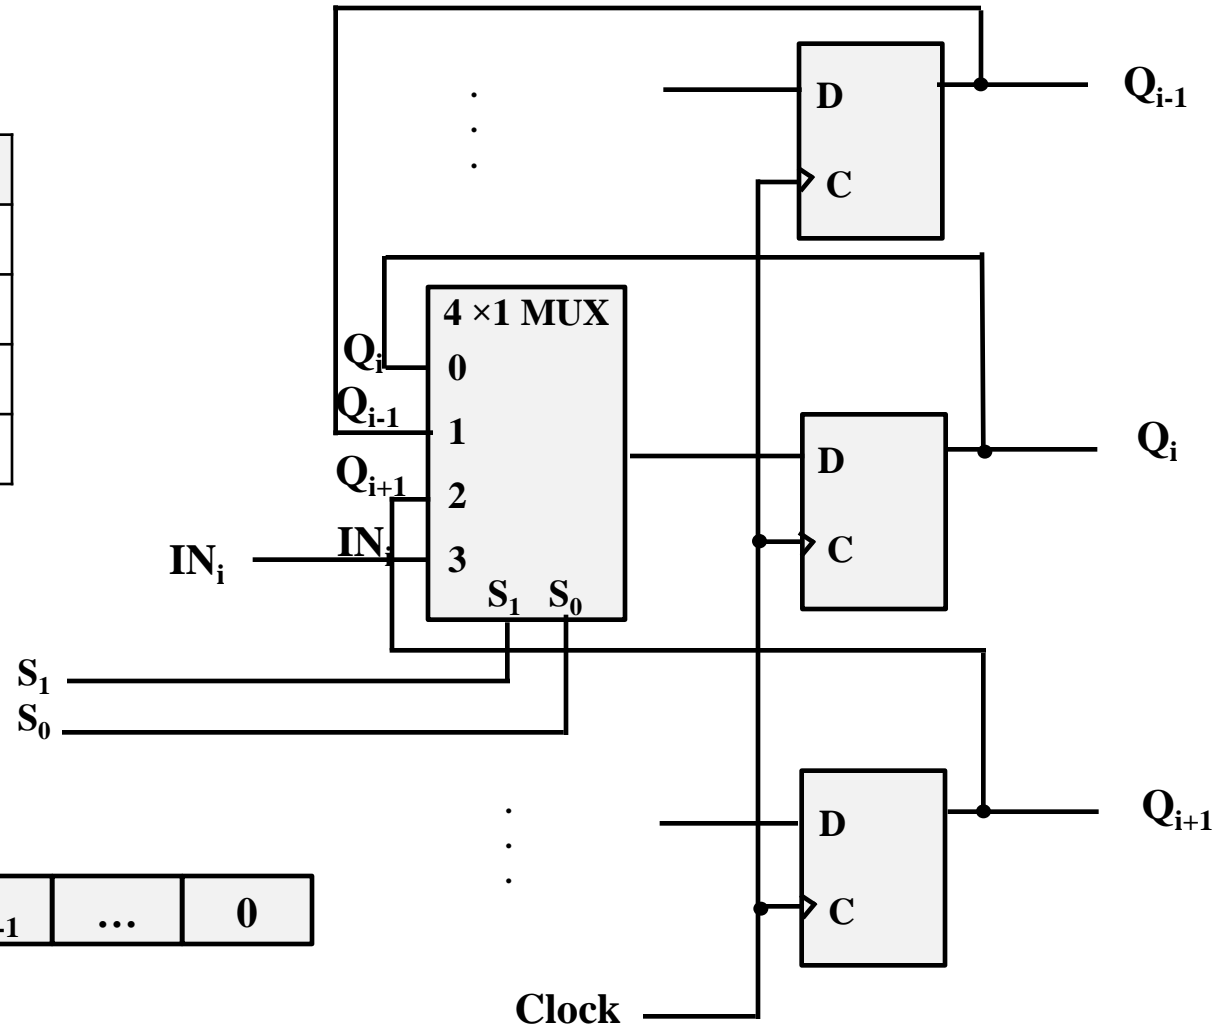 D
Q_{i-1}
C
4 ×1 MUX
Q_i
0
Q_{i-1}
1
Q_{i+1}
2
IN_i
IN_i
3
S_1 S_0
D
Q_i
C
S_1
S_0
D
Q_{i+1}
C
-1 … 0
Clock